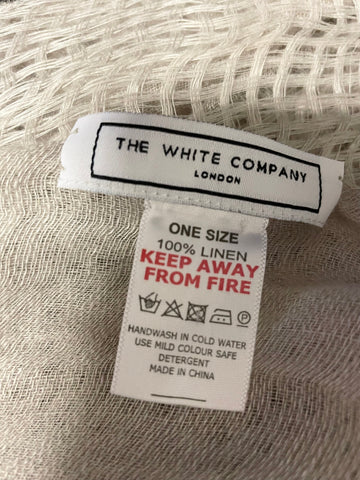 THE WHITE COMPANY
LONDON
ONE SIZE
100% LINEN
KEEP AWAY
FROM FIRE
HANDWASH IN COLD WATER
USE MILD COLOUR SAFE
DETERGENT
MADE IN CHINA